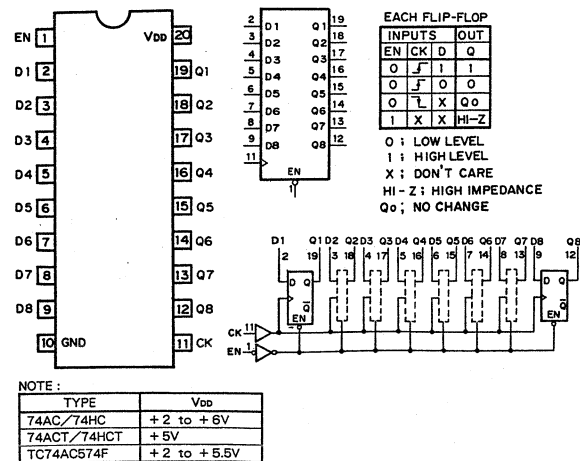 EN 1
VDD 20
D1 2
19 Q1
D2 3
18 Q2
D3 4
17 Q3
D4 5
16 Q4
D5 6
15 Q5
D6 7
14 Q6
D7 8
13 Q7
D8 9
12 Q8
10 GND
11 CK
2 D1 Q1 19
3 D2 Q2 18
4 D3 Q3 17
5 D4 Q4 16
6 D5 Q5 15
7 D6 Q6 14
8 D7 Q7 13
9 D8 Q8 12
11
EN
1
EACH FLIP-FLOP
INPUTS OUT
EN CK D Q
0 1 1
0 0 0
0 X Qo
1 X X HI-Z
0 ; LOW LEVEL
1 ; HIGH LEVEL
X ; DON'T CARE
HI-Z ; HIGH IMPEDANCE
Qo ; NO CHANGE
D1 Q1 D2 Q2 D3 Q3 D4 Q4 D5 Q5 D6 Q6 D7 Q7 D8 Q8
2 19 3 18 4 17 5 16 6 15 7 14 8 13 9 12
D Q
Q
EN
D Q
Q
EN
CK 11
EN 1
NOTE :
TYPE VDD
74AC/74HC +2 to +6V
74ACT/74HCT +5V
TC74AC574F +2 to +5.5V